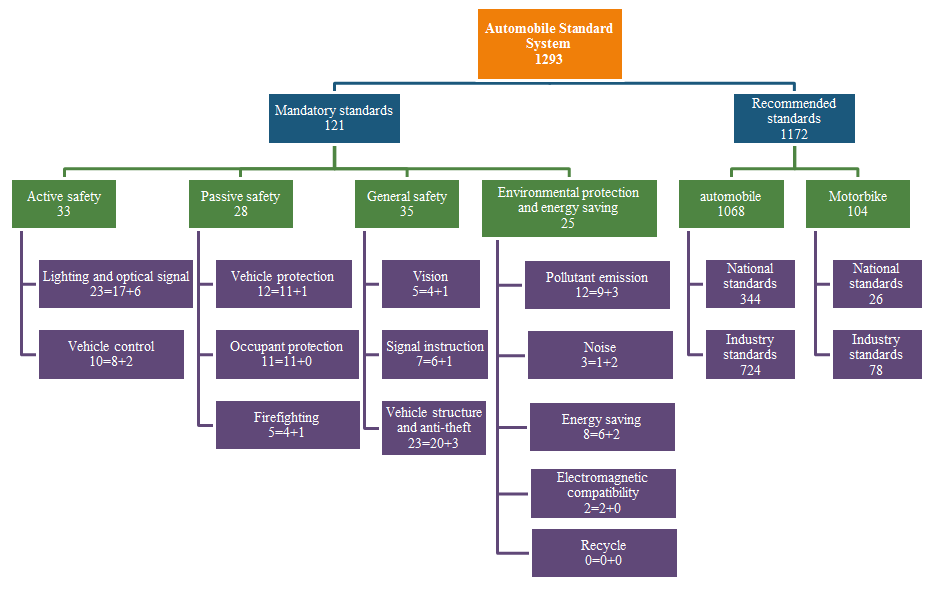 Automobile Standard
System
1293
Mandatory standards
121
Recommended
standards
1172
Active safety
33
Passive safety
28
General safety
35
Environmental protection
and energy saving
25
automobile
1068
Motorbike
104
Lighting and optical signal
23=17+6
Vehicle control
10=8+2
Vehicle protection
12=11+1
Occupant protection
11=11+0
Firefighting
5=4+1
Vision
5=4+1
Signal instruction
7=6+1
Vehicle structure
and anti-theft
23=20+3
Pollutant emission
12=9+3
Noise
3=1+2
Energy saving
8=6+2
Electromagnetic
compatibility
2=2+0
Recycle
0=0+0
National
standards
344
Industry
standards
724
National
standards
26
Industry
standards
78